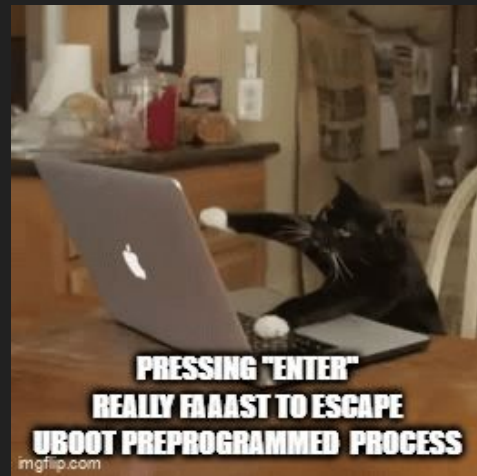 PRESSING "ENTER"
REALLY FAAAST TO ESCAPE
UBOOT PREPROGRAMMED PROCESS
imgflip.com